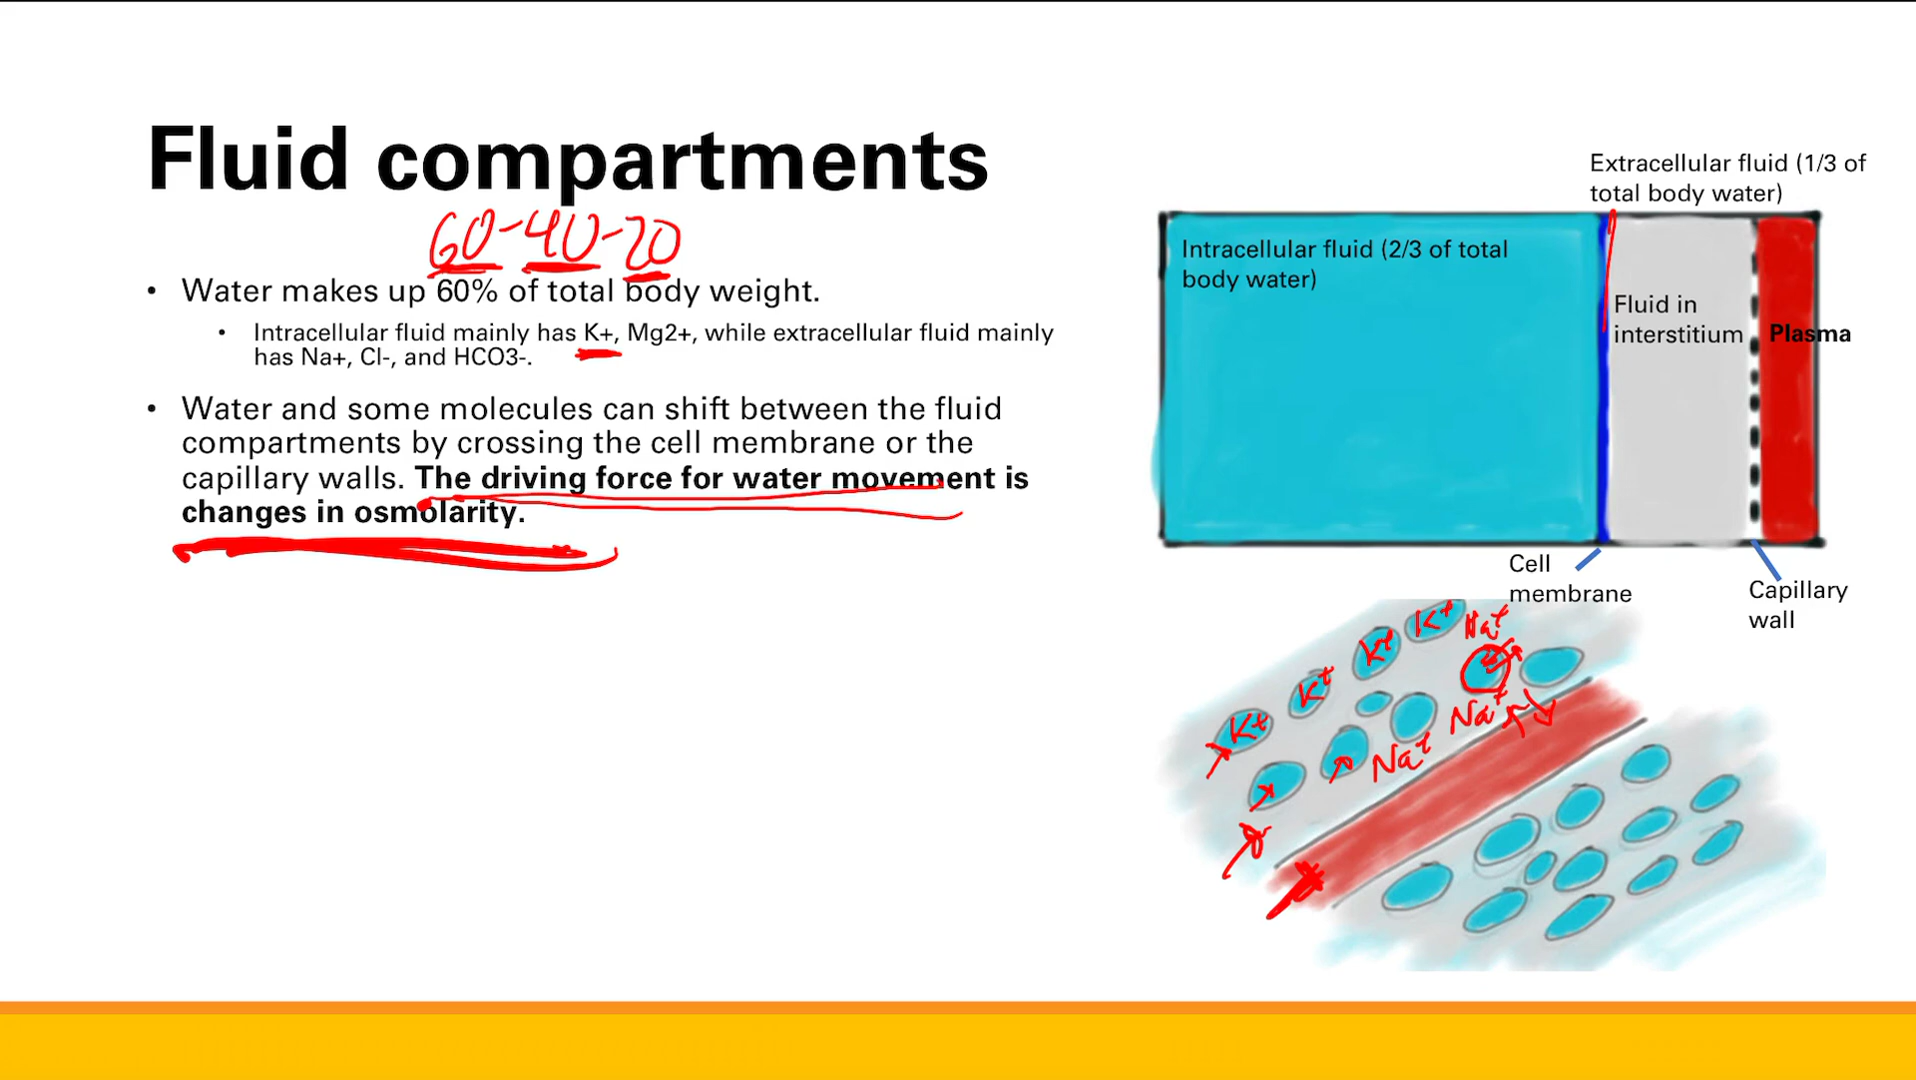 Fluid compartments
60-40-20
• Water makes up 60% of total body weight.
• Intracellular fluid mainly has K+, Mg2+, while extracellular fluid mainly
has Na+, Cl-, and HCO3-.
• Water and some molecules can shift between the fluid
compartments by crossing the cell membrane or the
capillary walls. The driving force for water movement is
changes in osmolarity.
Extracellular fluid (1/3 of
total body water)
Intracellular fluid (2/3 of total
body water)
Fluid in
interstitium
Plasma
Cell
membrane
Capillary
wall
K+
K+
K+
K+
Na+
Na+
Na+